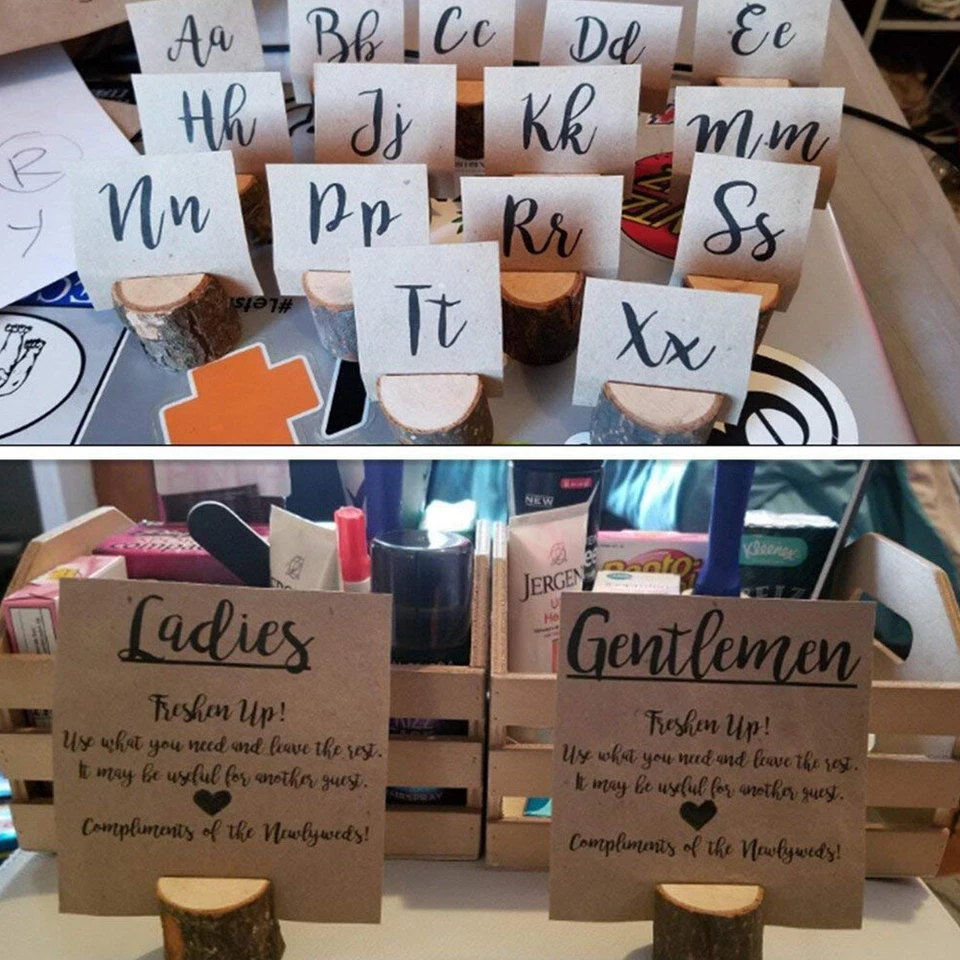 Aa
Bb
Cc
Dd
Ee
Hh
Jj
Kk
Mm
Nn
Pp
Rr
Ss
Tt
Xx
R
Y
NEW
JERGEN
Kleenex
Ladies
Freshen Up!
Use what you need and leave the rest.
It may be useful for another guest.
Compliments of the Newlyweds!
Gentlemen
Freshen Up!
Use what you need and leave the rest.
It may be useful for another guest.
Compliments of the Newlyweds!